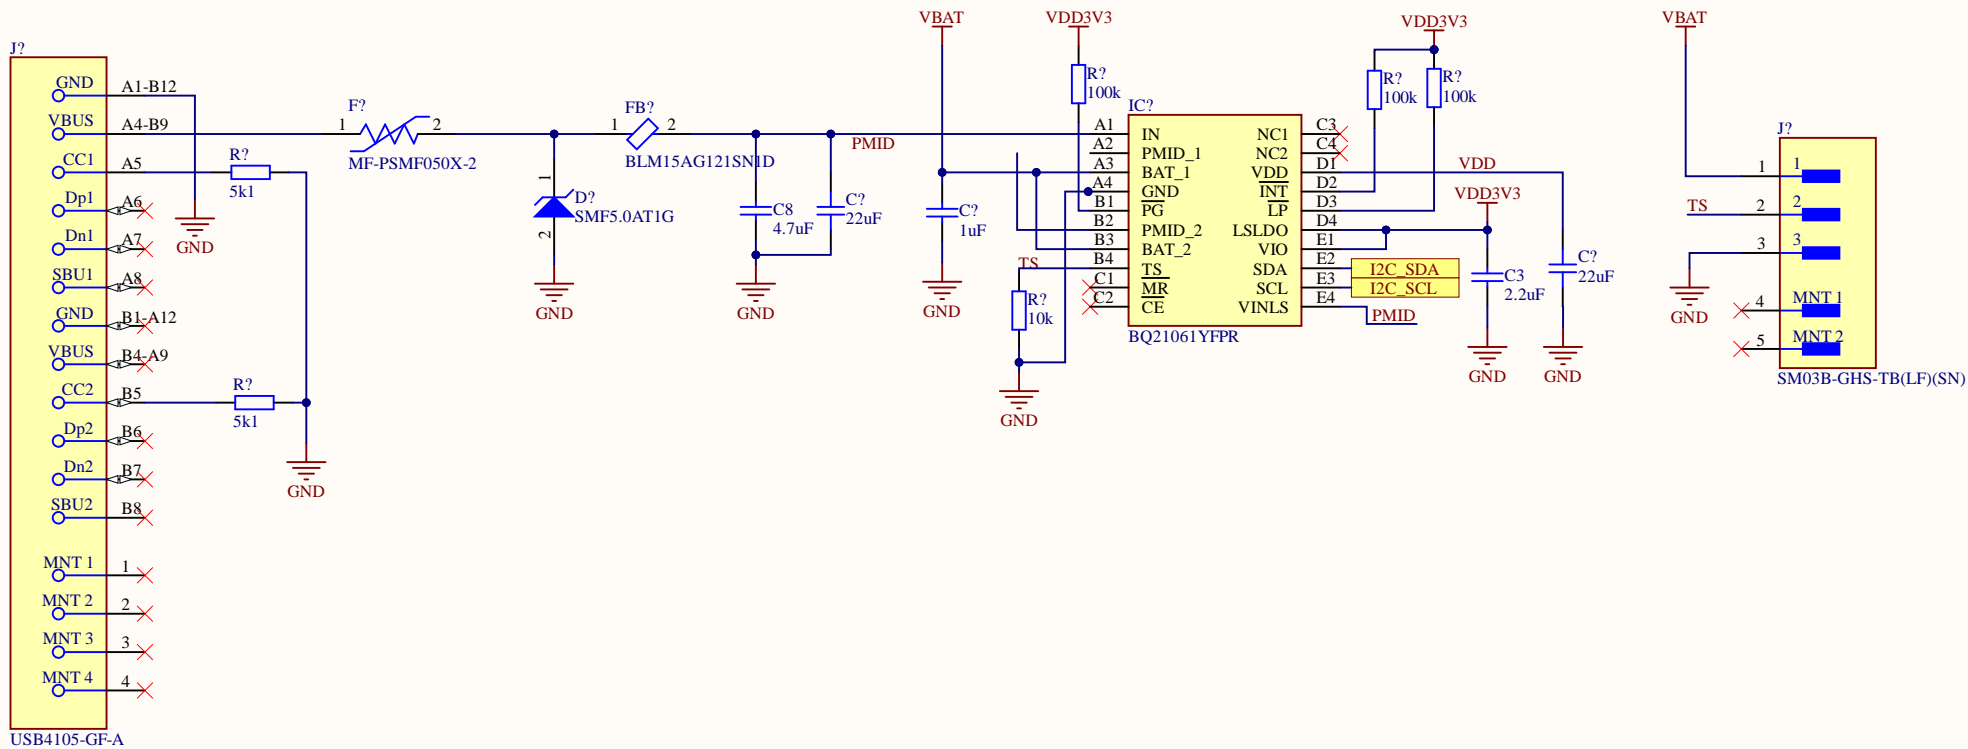 J?
GND A1-B12
VBUS A4-B9
CC1 A5
Dp1 A6
Dn1 A7
SBU1 A8
GND B1-A12
VBUS B4-A9
CC2 B5
Dp2 B6
Dn2 B7
SBU2 B8
MNT 1 1
MNT 2 2
MNT 3 3
MNT 4 4
USB4105-GF-A
GND
R?
5k1
R?
5k1
GND
F?
1 2
MF-PSMF050X-2
FB?
1 2
BLM15AG121SN1D
1
D?
SMF5.0AT1G
2
GND
C8
4.7uF
C?
22uF
GND
PMID
VBAT
C?
1uF
GND
VDD3V3
R?
100k
TS
R?
10k
GND
IC?
A1 IN
A2 PMID_1
A3 BAT_1
A4 GND
B1 PG
B2 PMID_2
B3 BAT_2
B4 TS
C1 MR
C2 CE
NC1 C3
NC2 C4
VDD D1
INT D2
LP D3
LSLDO D4
VIO E1
SDA E2
SCL E3
VINLS E4
BQ21061YFPR
VDD3V3
R?
100k
R?
100k
VDD
VDD3V3
I2C_SDA
I2C_SCL
PMID
C3
2.2uF
GND
C?
22uF
GND
VBAT
J?
1 1
TS 2 2
3 3
GND
4 MNT 1
5 MNT 2
SM03B-GHS-TB(LF)(SN)